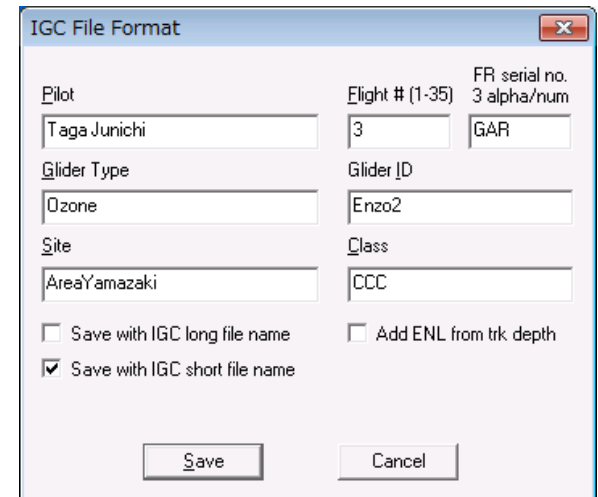 IGC File Format
FR serial no.
Pilot Flight # (1-35) 3 alpha/num
Taga Junichi 3 GAR
Glider Type Glider ID
Ozone Enzo2
Site Class
AreaYamazaki CCC
Save with IGC long file name Add ENL from trk depth
Save with IGC short file name
Save Cancel